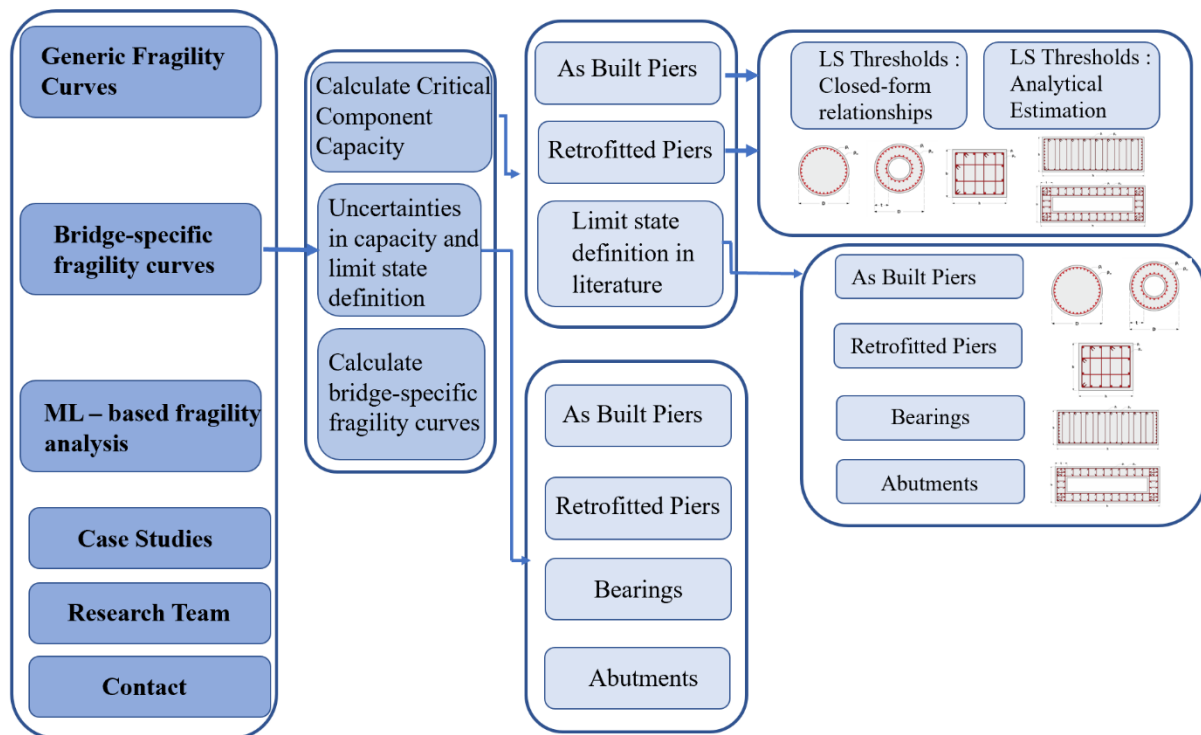 Generic Fragility
Curves
Bridge-specific
fragility curves
ML – based fragility
analysis
Case Studies
Research Team
Contact
Calculate Critical
Component
Capacity
Uncertainties
in capacity and
limit state
definition
Calculate
bridge-specific
fragility curves
As Built Piers
Retrofitted Piers
Limit state
definition in
literature
As Built Piers
Retrofitted Piers
Bearings
Abutments
LS Thresholds :
Closed-form
relationships
LS Thresholds :
Analytical
Estimation
As Built Piers
Retrofitted Piers
Bearings
Abutments